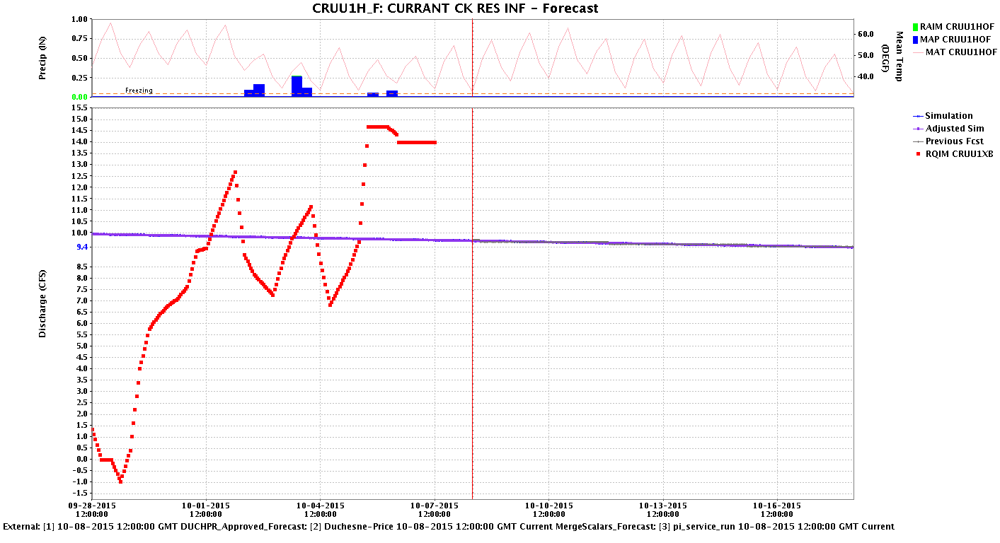 CRUU1H_F: CURRANT CK RES INF - Forecast
1.00
0.75
0.50
0.25
0.00
Precip (IN)
Freezing
60.0
50.0
40.0
Mean Temp
(DEGF)
RAIM CRUU1HOF
MAP CRUU1HOF
MAT CRUU1HOF
15.5
15.0
14.5
14.0
13.5
13.0
12.5
12.0
11.5
11.0
10.5
10.0
9.4
8.5
8.0
7.5
7.0
6.5
6.0
5.5
5.0
4.5
4.0
3.5
3.0
2.5
2.0
1.5
1.0
0.5
0.0
-0.5
-1.0
-1.5
Discharge (CFS)
Simulation
Adjusted Sim
Previous Fcst
RQIM CRUU1XB
09-28-2015 10-01-2015 10-04-2015 10-07-2015 10-10-2015 10-13-2015 10-16-2015
12:00:00 12:00:00 12:00:00 12:00:00 12:00:00 12:00:00 12:00:00
External: [1] 10-08-2015 12:00:00 GMT DUCHPR_Approved_Forecast: [2] Duchesne-Price 10-08-2015 12:00:00 GMT Current MergeScalars_Forecast: [3] pi_service_run 10-08-2015 12:00:00 GMT Current